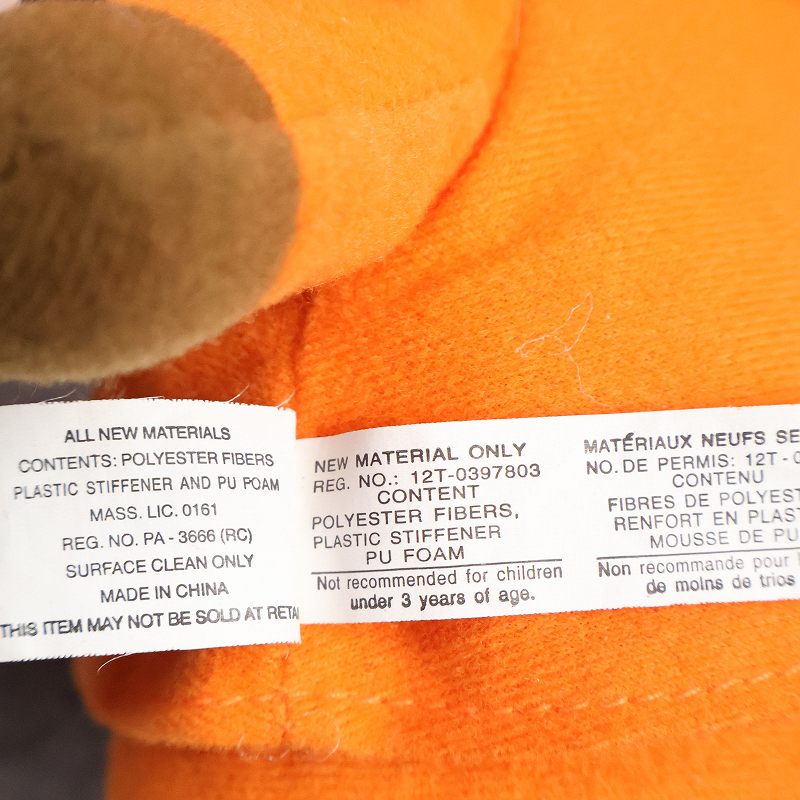 ALL NEW MATERIALS
CONTENTS: POLYESTER FIBERS
PLASTIC STIFFENER AND PU FOAM
MASS. LIC. 0161
REG. NO. PA - 3666 (RC)
SURFACE CLEAN ONLY
MADE IN CHINA
THIS ITEM MAY NOT BE SOLD AT RETAI
NEW MATERIAL ONLY
REG. NO.: 12T-0397803
CONTENT
POLYESTER FIBERS,
PLASTIC STIFFENER
PU FOAM
Not recommended for children
under 3 years of age.
MATÉRIAUX NEUFS SE
NO. DE PERMIS: 12T -
CONTENU
FIBRES DE POLYEST
RENFORT EN PLAST
MOUSSE DE PU
Non recommande pour
de moins de trios